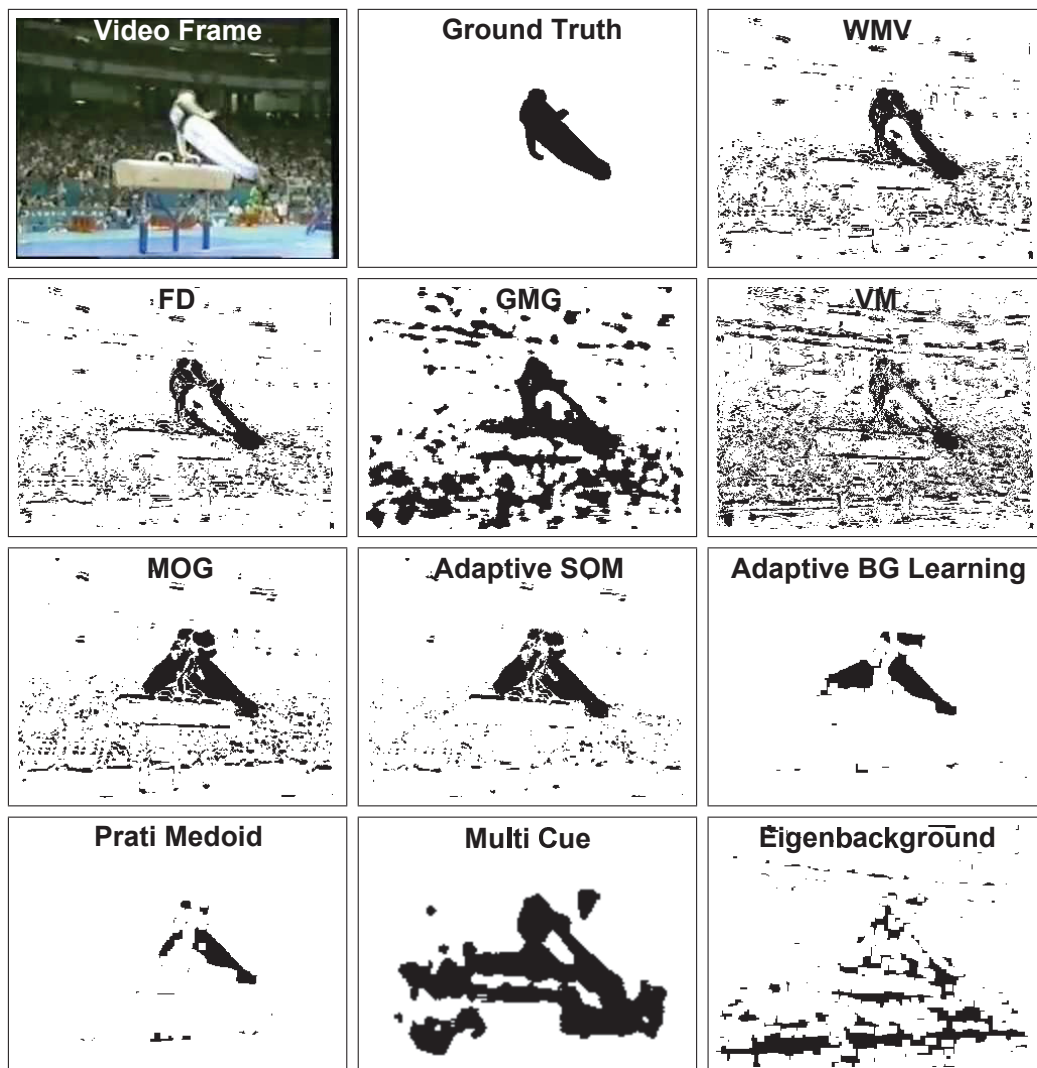 Video Frame
Ground Truth
WMV
FD
GMG
VM
MOG
Adaptive SOM
Adaptive BG Learning
Prati Medoid
Multi Cue
Eigenbackground